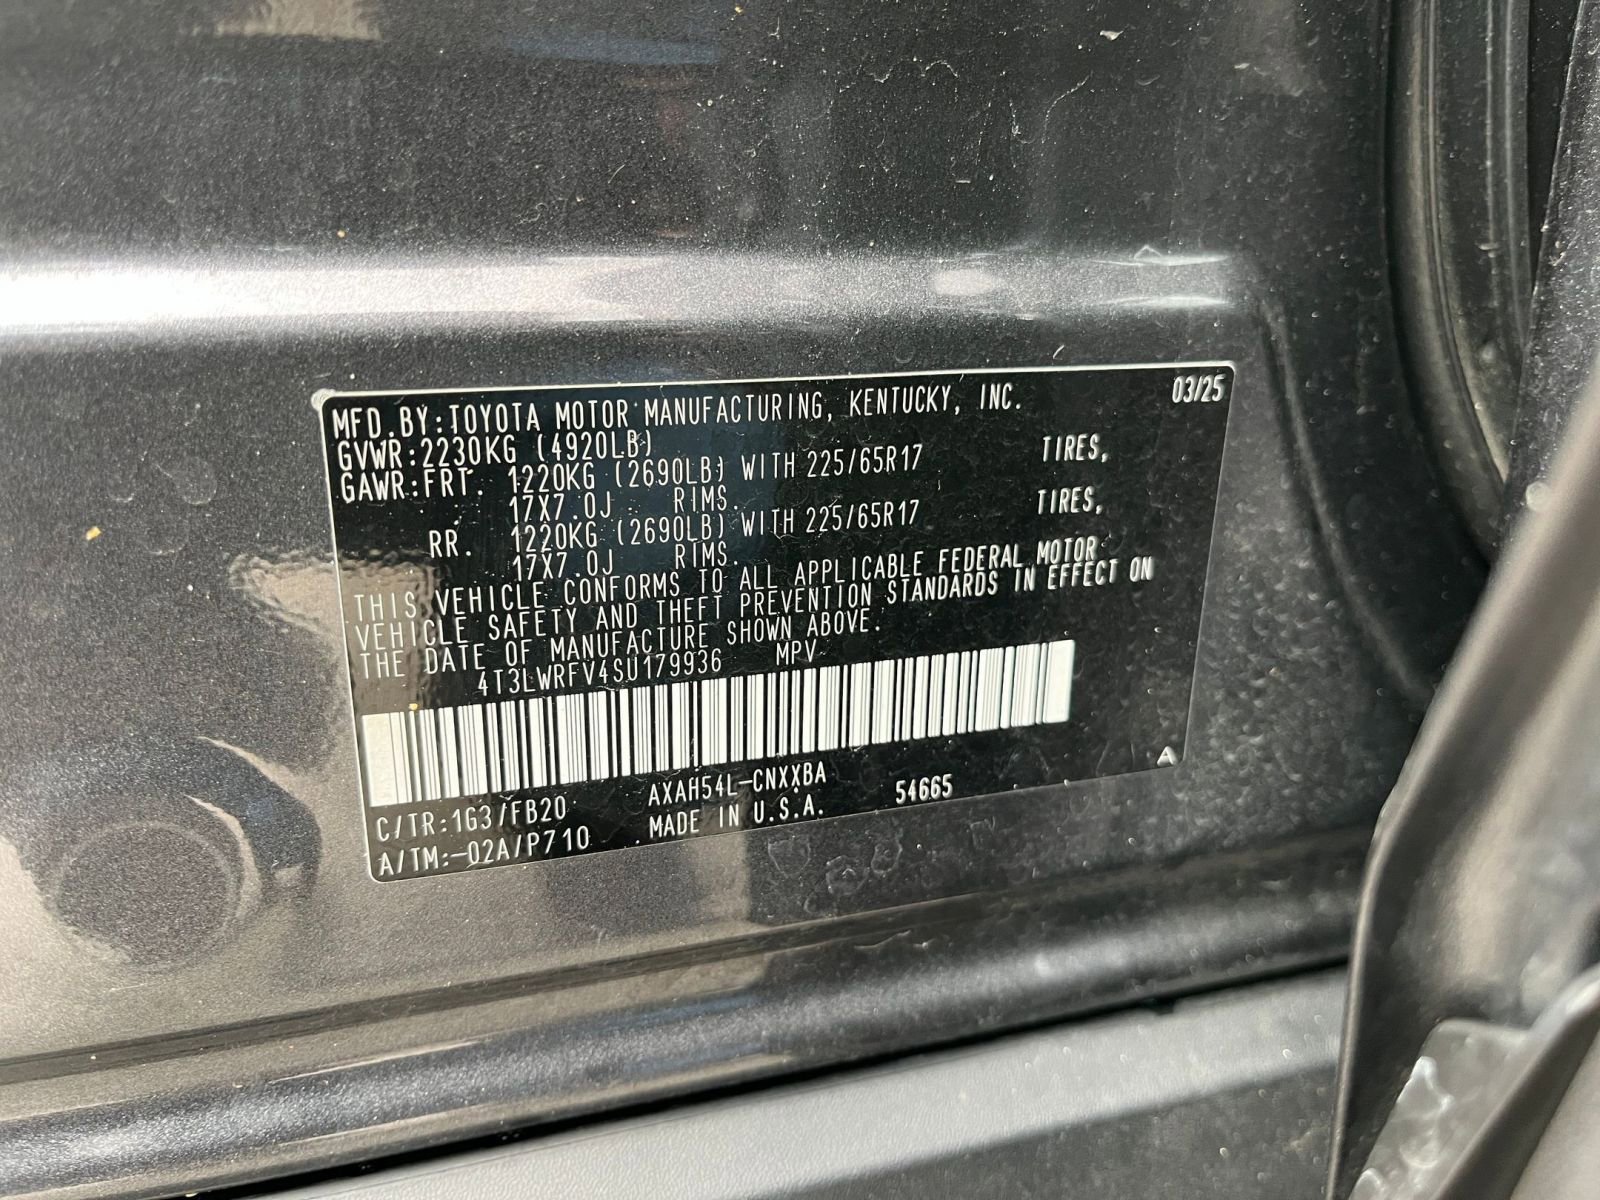 MFD.BY:TOYOTA MOTOR MANUFACTURING, KENTUCKY, INC. 03/25
GVWR:2230KG (4920LB)
GAWR:FRT. 1220KG (2690LB) WITH 225/65R17 TIRES,
17X7.0J RIMS.
RR. 1220KG (2690LB) WITH 225/65R17 TIRES,
17X7.0J RIMS.
THIS VEHICLE CONFORMS TO ALL APPLICABLE FEDERAL MOTOR
VEHICLE SAFETY AND THEFT PREVENTION STANDARDS IN EFFECT ON
THE DATE OF MANUFACTURE SHOWN ABOVE.
4T3LWRFV4SU179936 MPV
C/TR:1G3/FB20 AXAH54L-CNXXBA 54665 A
A/TM:-02A/P710 MADE IN U.S.A.